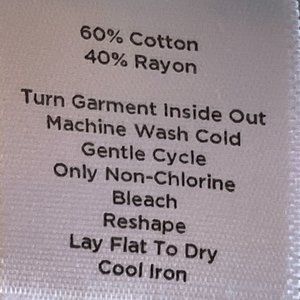 60% Cotton
40% Rayon
Turn Garment Inside Out
Machine Wash Cold
Gentle Cycle
Only Non-Chlorine
Bleach
Reshape
Lay Flat To Dry
Cool Iron